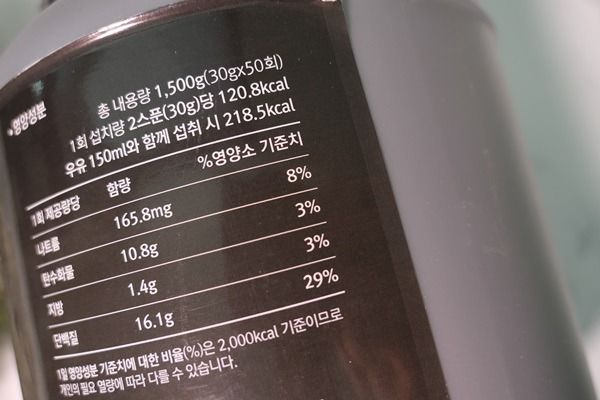 • 영양성분
총 내용량 1,500g(30gx50회)
1회 섭치량 2스푼(30g)당 120.8kcal
우유 150ml와 함께 섭취 시 218.5kcal
1회 제공량당 함량 %영양소 기준치
나트륨 165.8mg 8%
탄수화물 10.8g 3%
지방 1.4g 3%
단백질 16.1g 29%
1일 영양성분 기준치에 대한 비율(%)은 2,000kcal 기준이므로
개인의 필요 열량에 따라 다를 수 있습니다.